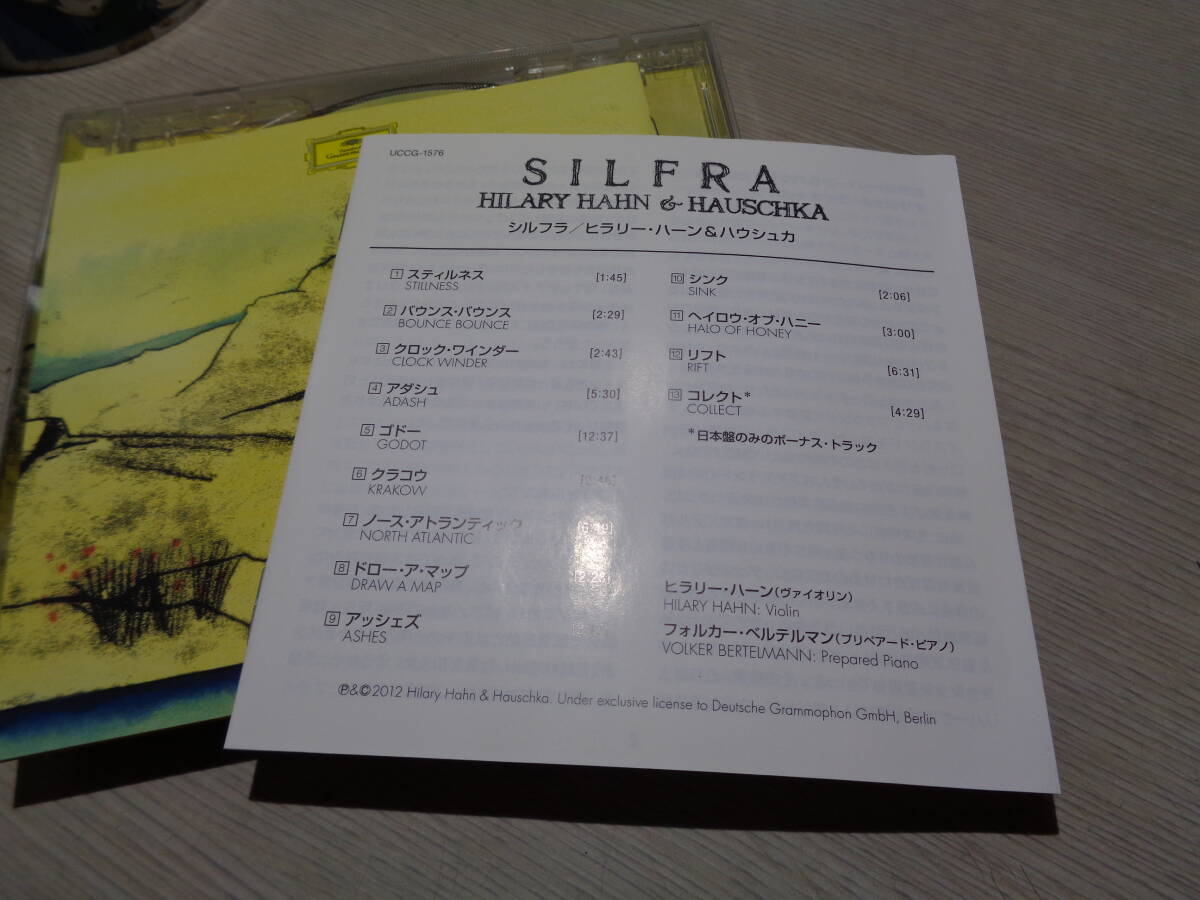 UCCG-1576
SILFRA
HILARY HAHN & HAUSCHKA
シルフラ／ヒラリー・ハーン＆ハウシュカ
1 スティルネス [1:45]
STILLNESS
2 バウンス・バウンス [2:29]
BOUNCE BOUNCE
3 クロック・ワインダー [2:43]
CLOCK WINDER
4 アダシュ [5:30]
ADASH
5 ゴドー [12:37]
GODOT
6 クラコウ
KRAKOW
7 ノース・アトランティック
NORTH ATLANTIC
8 ドロー・ア・マップ
DRAW A MAP
9 アッシェズ
ASHES
10 シンク [2:06]
SINK
11 ヘイロウ・オブ・ハニー [3:00]
HALO OF HONEY
12 リフト [6:31]
RIFT
13 コレクト* [4:29]
COLLECT
*日本盤のみのボーナス・トラック
ヒラリー・ハーン(ヴァイオリン)
HILARY HAHN: Violin
フォルカー・ベルテルマン(プリペアード・ピアノ)
VOLKER BERTELMANN: Prepared Piano
℗&©2012 Hilary Hahn & Hauschka. Under exclusive license to Deutsche Grammophon GmbH, Berlin